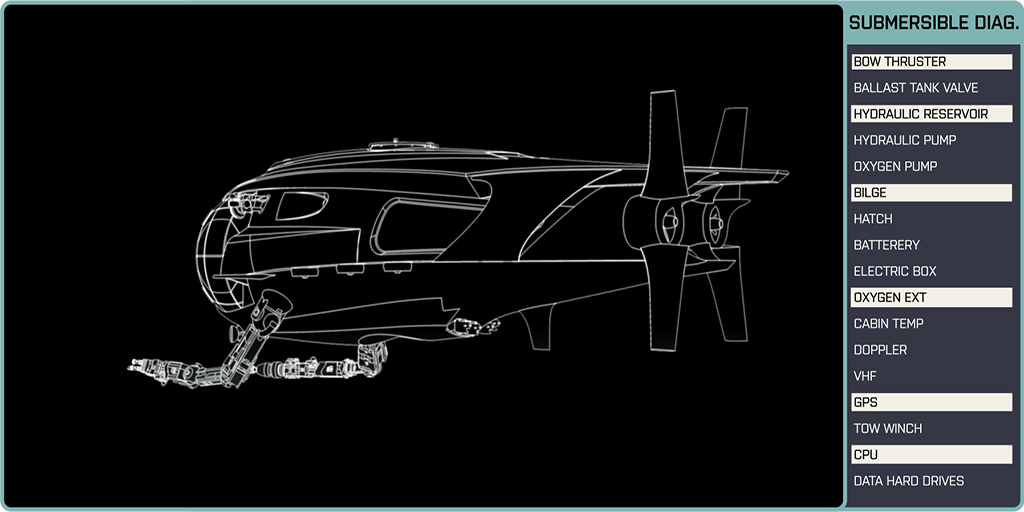 SUBMERSIBLE DIAG.
BOW THRUSTER
BALLAST TANK VALVE
HYDRAULIC RESERVOIR
HYDRAULIC PUMP
OXYGEN PUMP
BILGE
HATCH
BATTERERY
ELECTRIC BOX
OXYGEN EXT
CABIN TEMP
DOPPLER
VHF
GPS
TOW WINCH
CPU
DATA HARD DRIVES